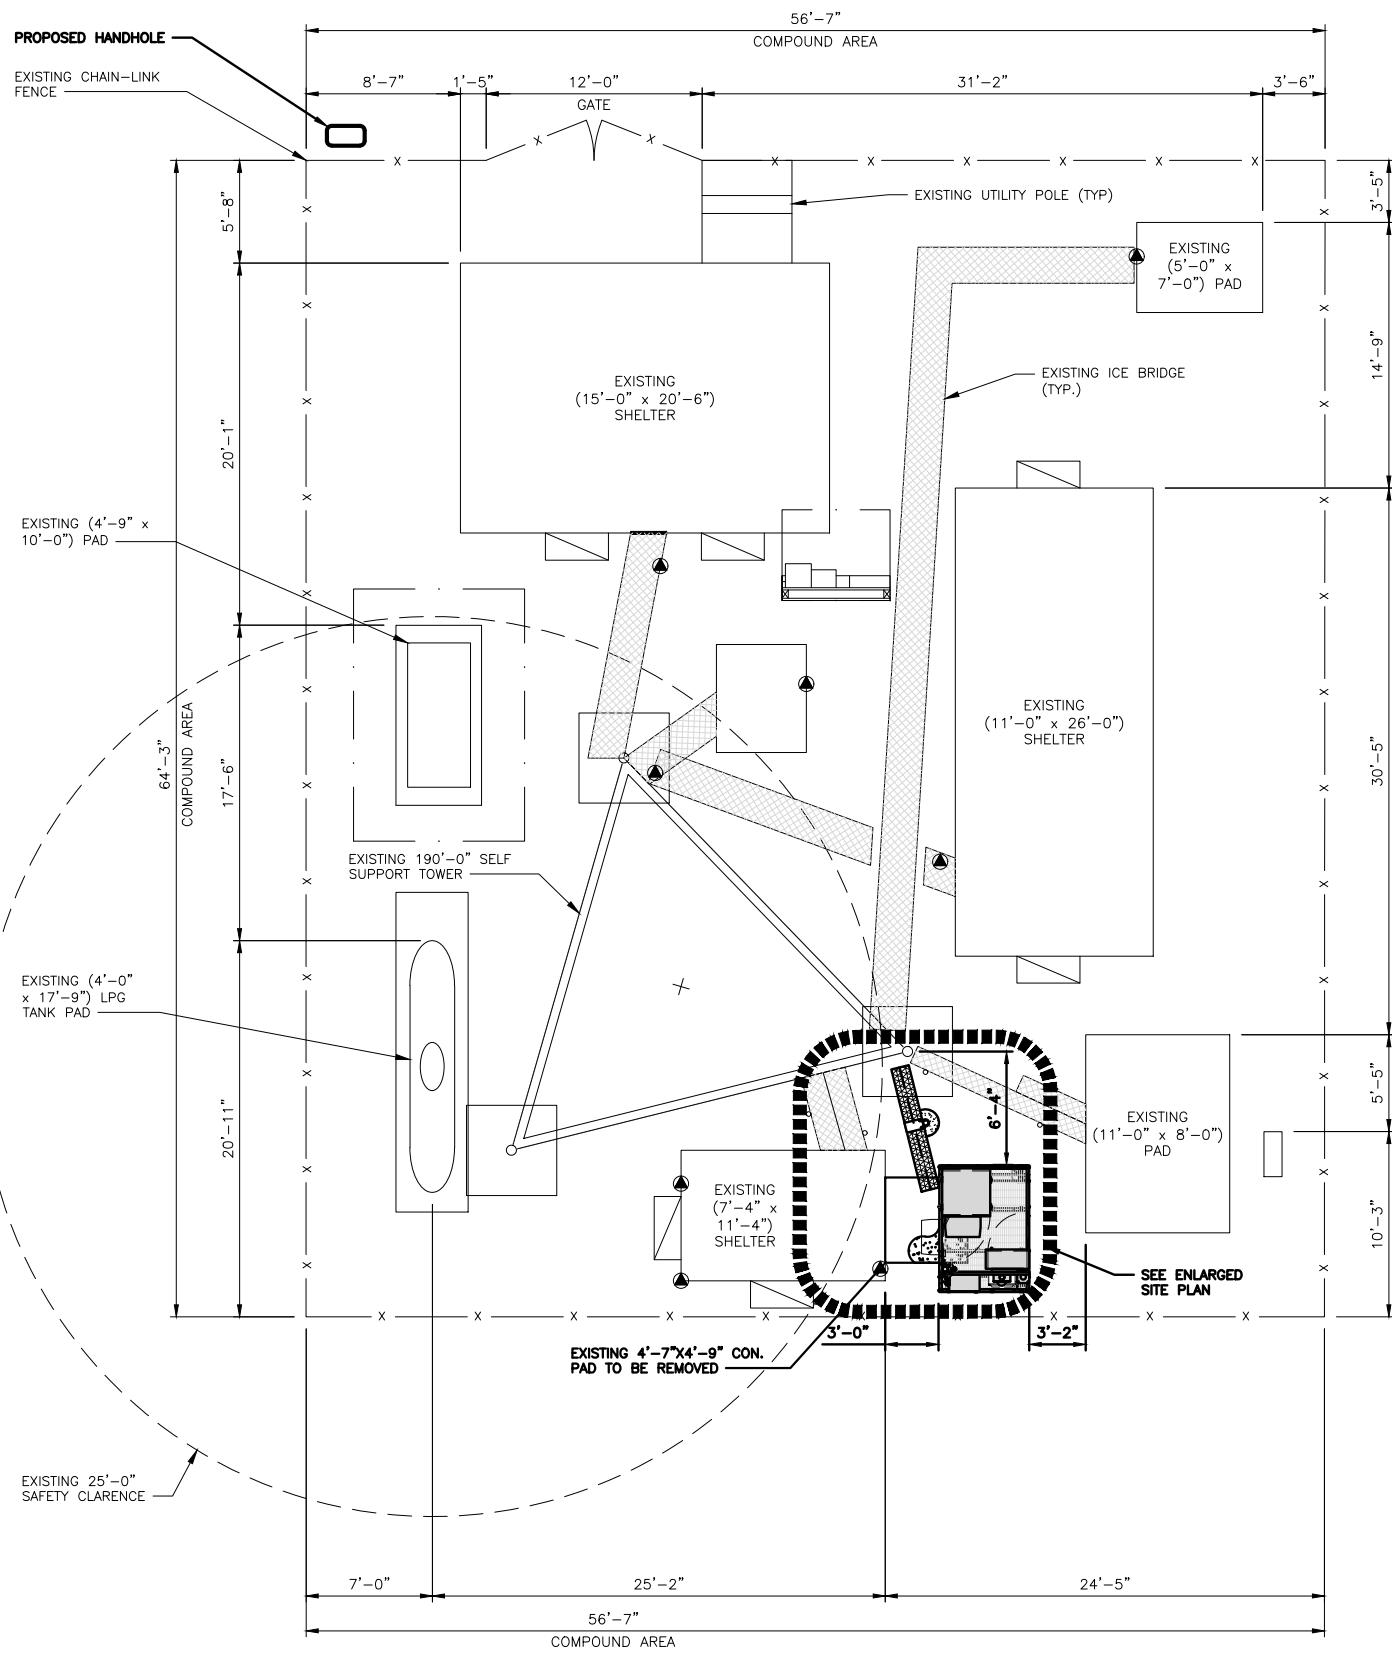 56'-7"
COMPOUND AREA
PROPOSED HANDHOLE
EXISTING CHAIN-LINK
FENCE
8'-7"
1'-5"
12'-0"
GATE
31'-2"
3'-6"
X
X
X
X
X
X
X
X
X
5'-8"
EXISTING UTILITY POLE (TYP)
3'-5"
X
X
EXISTING
(5'-0" x
7'-0") PAD
X
X
14'-9"
EXISTING ICE BRIDGE
(TYP.)
EXISTING
(15'-0" x 20'-6")
SHELTER
20'-1"
X
X
X
X
EXISTING (4'-9" x
10'-0") PAD
X
X
X
X
EXISTING
(11'-0" x 26'-0")
SHELTER
30'-5"
64'-3"
COMPOUND AREA
17'-6"
X
X
EXISTING 190'-0" SELF
SUPPORT TOWER
X
X
EXISTING (4'-0"
x 17'-9") LPG
TANK PAD
X
X
X
X
20'-11"
6'-4"
EXISTING
(11'-0" x 8'-0")
PAD
5'-5"
X
X
EXISTING
(7'-4" x
11'-4")
SHELTER
10'-3"
X
X
SEE ENLARGED
SITE PLAN
X
X
X
X
X
X
X
X
X
3'-0"
3'-2"
EXISTING 4'-7"X4'-9" CON.
PAD TO BE REMOVED
EXISTING 25'-0"
SAFETY CLARENCE
7'-0"
25'-2"
24'-5"
56'-7"
COMPOUND AREA